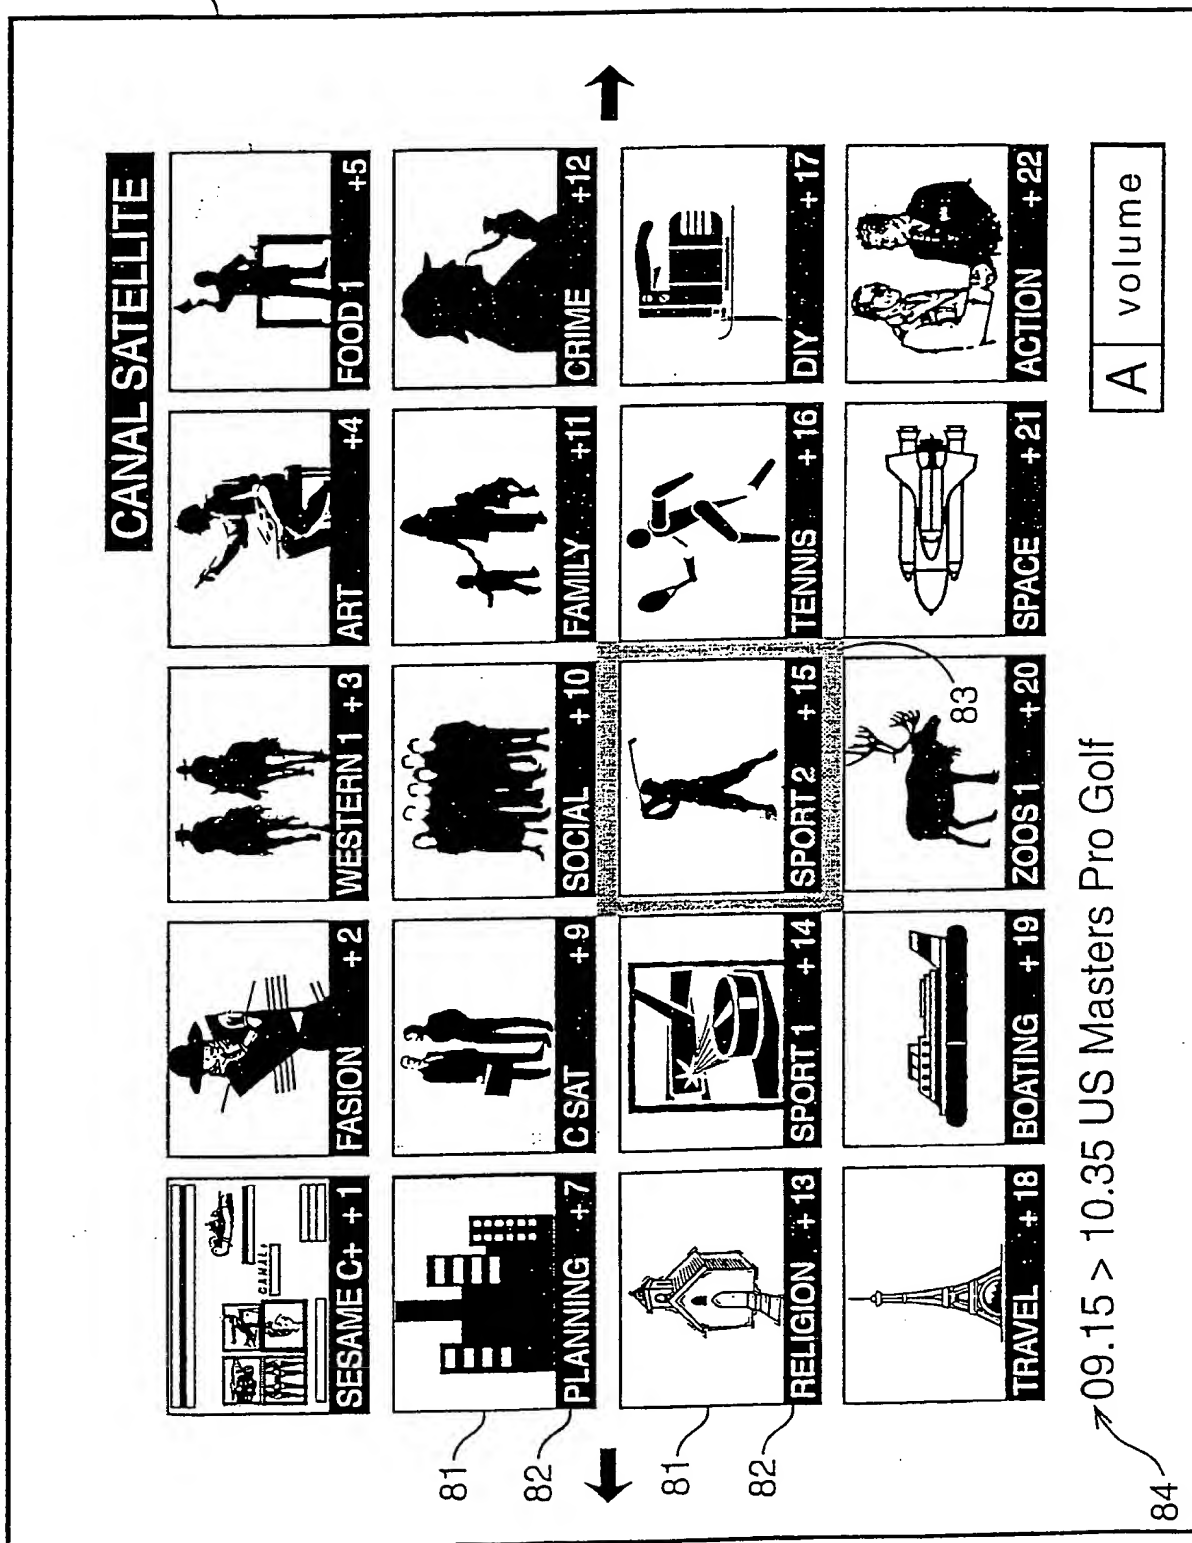 CANAL SATELLITE
SESAME C+ + 1
FASION + 2
WESTERN 1 + 3
ART +4
FOOD 1 +5
CANAL+
81
82
PLANNING +7
C SAT +9
SOCIAL + 10
FAMILY +11
CRIME +12
81
82
RELIGION +13
SPORT 1 +14
SPORT 2 +15
TENNIS +16
DIY +17
TRAVEL +18
BOATING +19
ZOOS 1 +20
SPACE +21
ACTION +22
83
84
09.15 > 10.35 US Masters Pro Golf
A volume